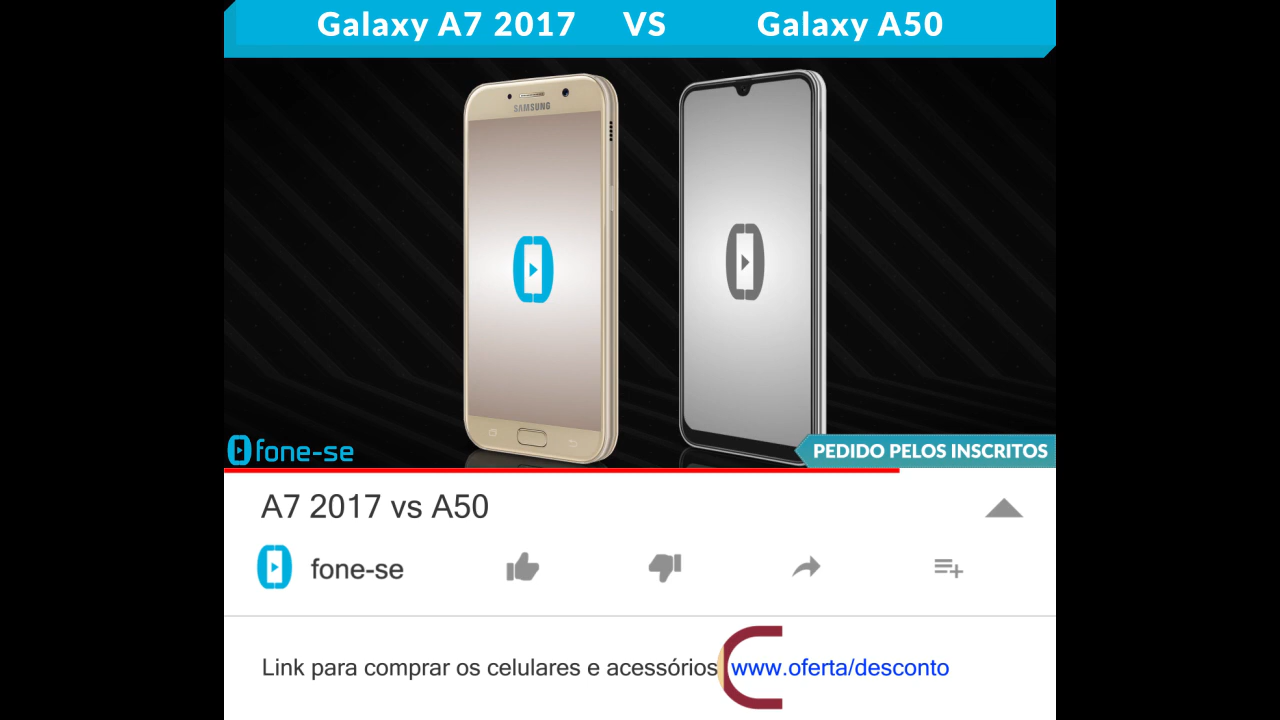 Galaxy A7 2017 VS Galaxy A50
SAMSUNG
fone-se
PEDIDO PELOS INSCRITOS
A7 2017 vs A50
fone-se
Link para comprar os celulares e acessórios www.oferta/desconto